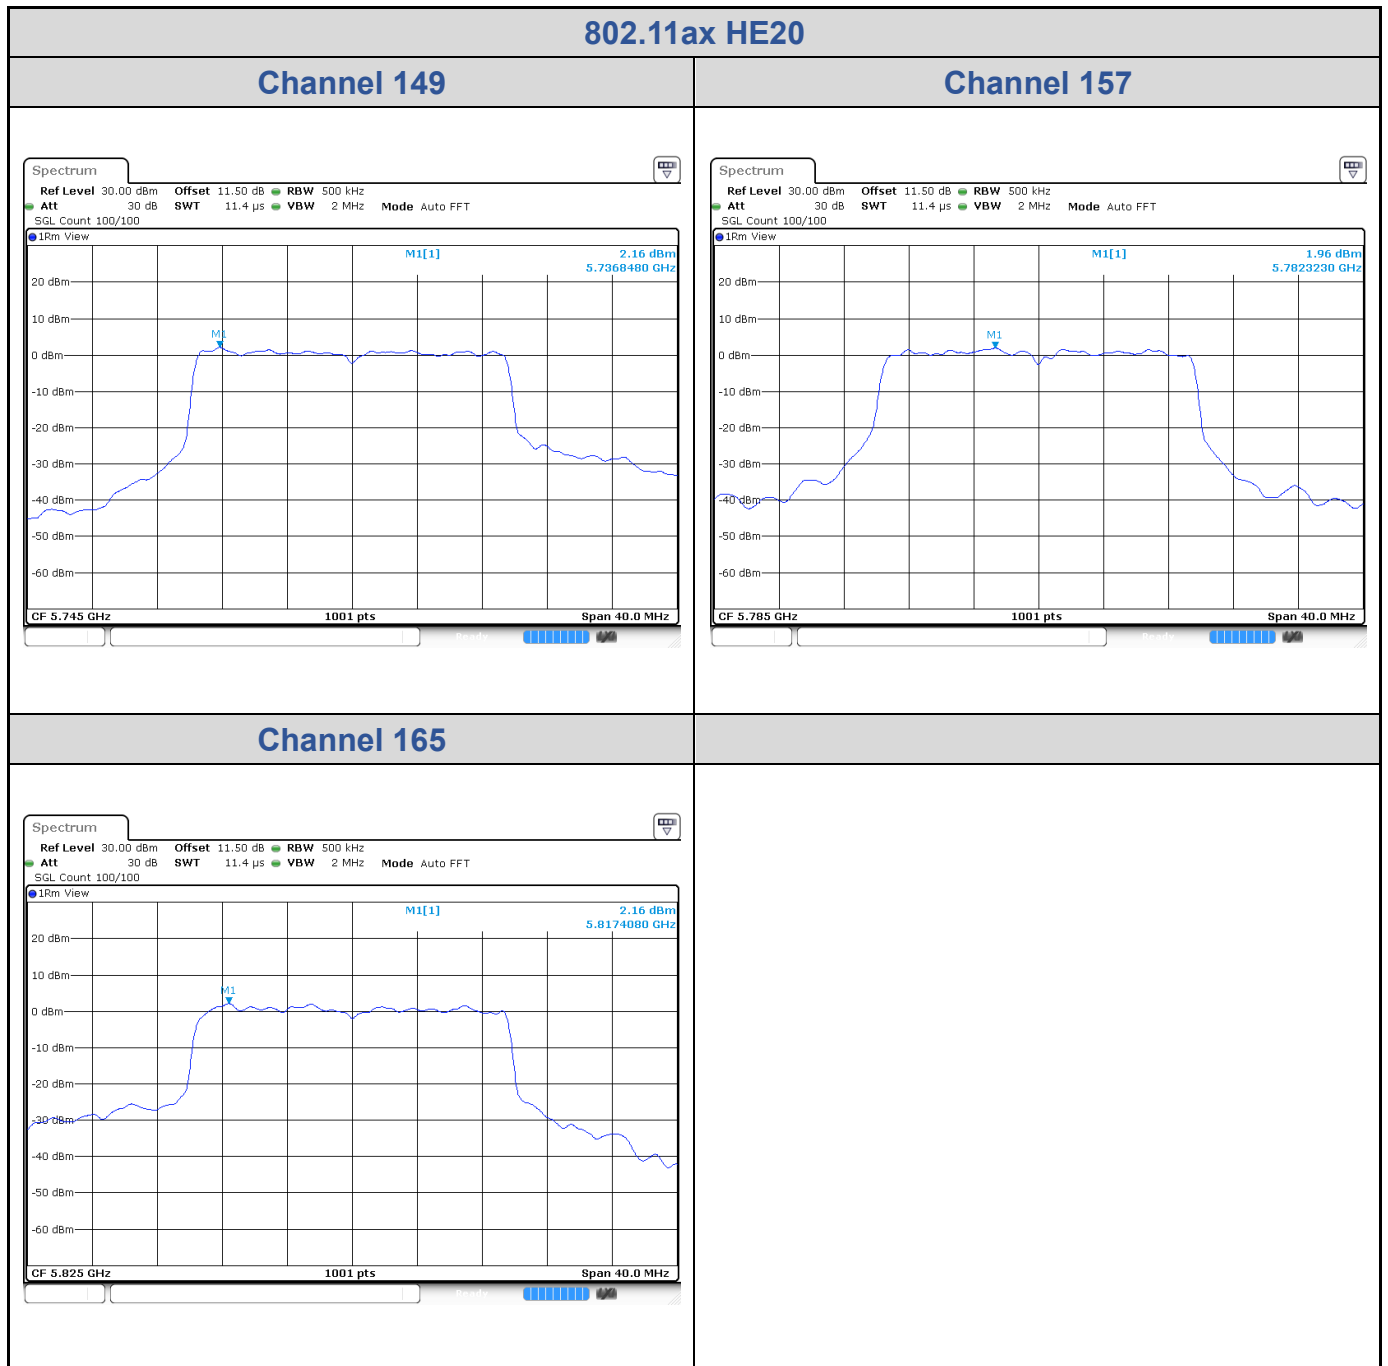 802.11ax HE20
Channel 149
Spectrum
Ref Level 30.00 dBm Offset 11.50 dB RBW 500 kHz
Att 30 dB SWT 11.4 µs VBW 2 MHz Mode Auto FFT
SGL Count 100/100
1Rm View
M1[1] 2.16 dBm
5.7368480 GHz
20 dBm
10 dBm
M1
0 dBm
-10 dBm
-20 dBm
-30 dBm
-40 dBm
-50 dBm
-60 dBm
CF 5.745 GHz 1001 pts Span 40.0 MHz
Ready
Channel 157
Spectrum
Ref Level 30.00 dBm Offset 11.50 dB RBW 500 kHz
Att 30 dB SWT 11.4 µs VBW 2 MHz Mode Auto FFT
SGL Count 100/100
1Rm View
M1[1] 1.96 dBm
5.7823230 GHz
20 dBm
10 dBm
M1
0 dBm
-10 dBm
-20 dBm
-30 dBm
-40 dBm
-50 dBm
-60 dBm
CF 5.785 GHz 1001 pts Span 40.0 MHz
Ready
Channel 165
Spectrum
Ref Level 30.00 dBm Offset 11.50 dB RBW 500 kHz
Att 30 dB SWT 11.4 µs VBW 2 MHz Mode Auto FFT
SGL Count 100/100
1Rm View
M1[1] 2.16 dBm
5.8174080 GHz
20 dBm
10 dBm
M1
0 dBm
-10 dBm
-20 dBm
-30 dBm
-40 dBm
-50 dBm
-60 dBm
CF 5.825 GHz 1001 pts Span 40.0 MHz
Ready